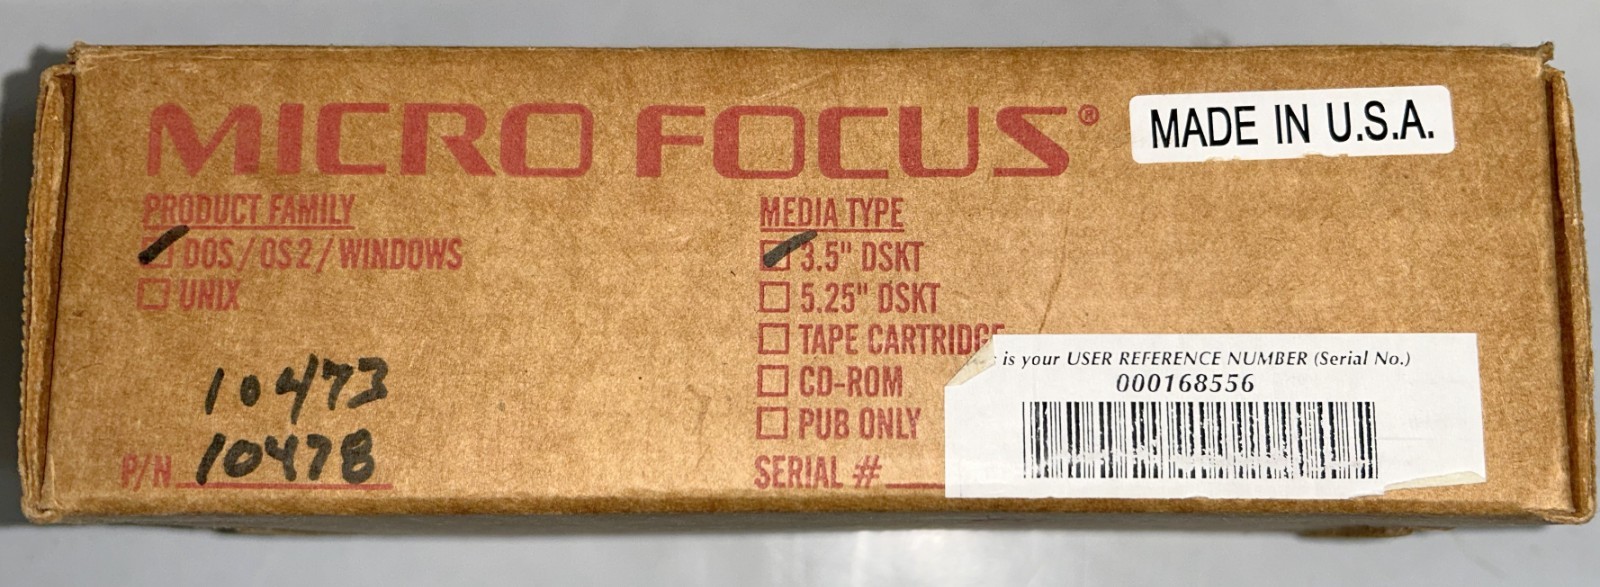 MICRO FOCUS®
MADE IN U.S.A.
PRODUCT FAMILY
DOS/OS2/WINDOWS
UNIX
10473
P/N 10478
MEDIA TYPE
3.5" DSKT
5.25" DSKT
TAPE CARTRIDGE
CD-ROM
PUB ONLY
SERIAL #
is your USER REFERENCE NUMBER (Serial No.)
000168556